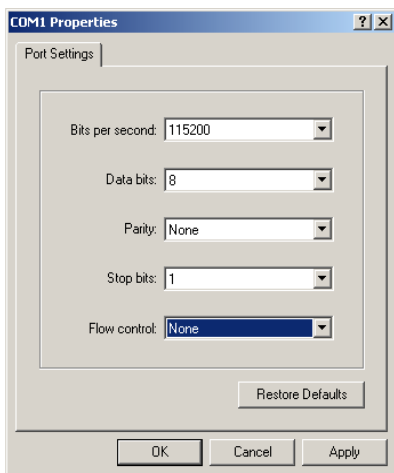 COM1 Properties
Port Settings
Bits per second: 115200
Data bits: 8
Parity: None
Stop bits: 1
Flow control: None
Restore Defaults
OK Cancel Apply